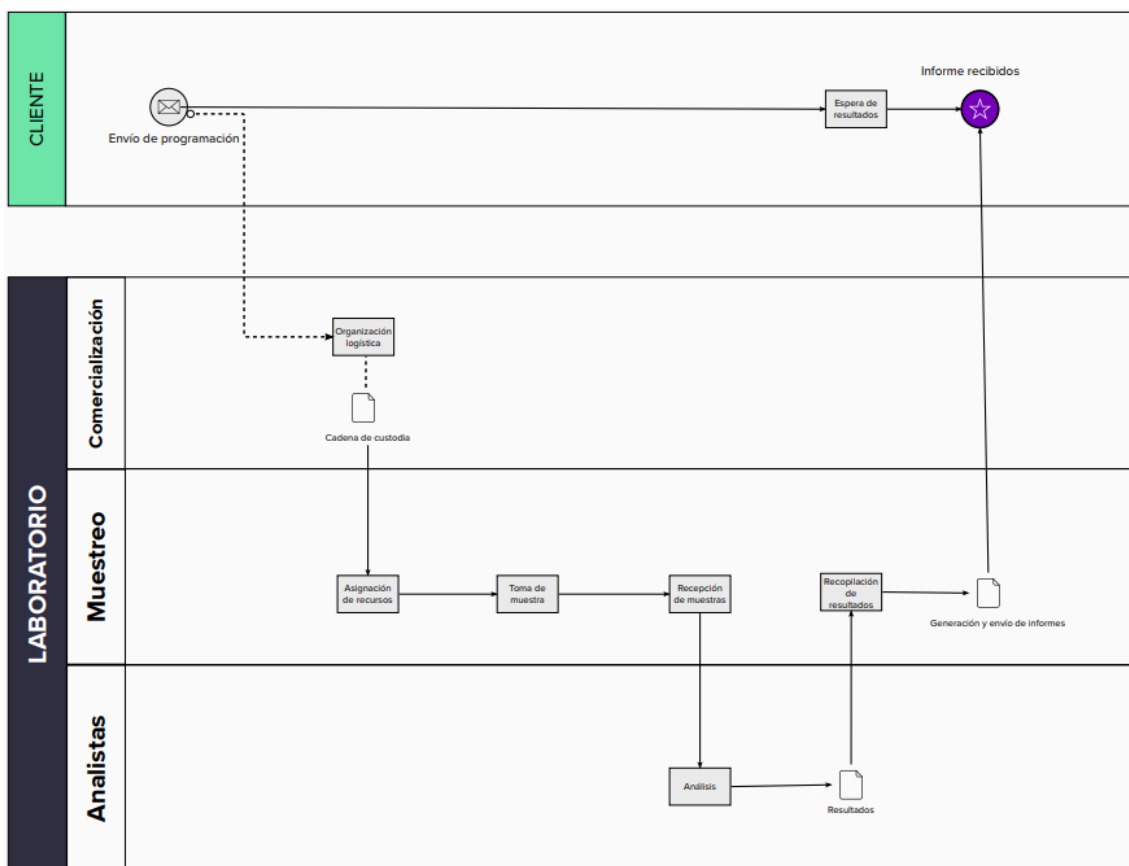 CLIENTE
Informe recibidos
Envío de programación
Espera de
resultados
LABORATORIO
Comercialización
Organización
logística
Cadena de custodia
Muestreo
Asignación
de recursos
Toma de
muestra
Recepción
de muestras
Recopilación
de
resultados
Generación y envío de informes
Analistas
Análisis
Resultados